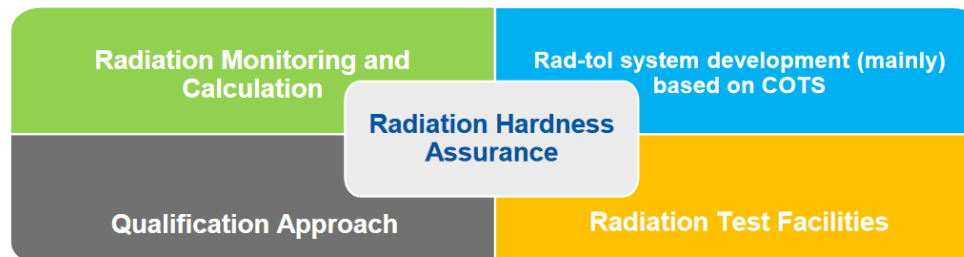 Radiation Monitoring and
Calculation
Rad-tol system development (mainly)
based on COTS
Radiation Hardness
Assurance
Qualification Approach
Radiation Test Facilities